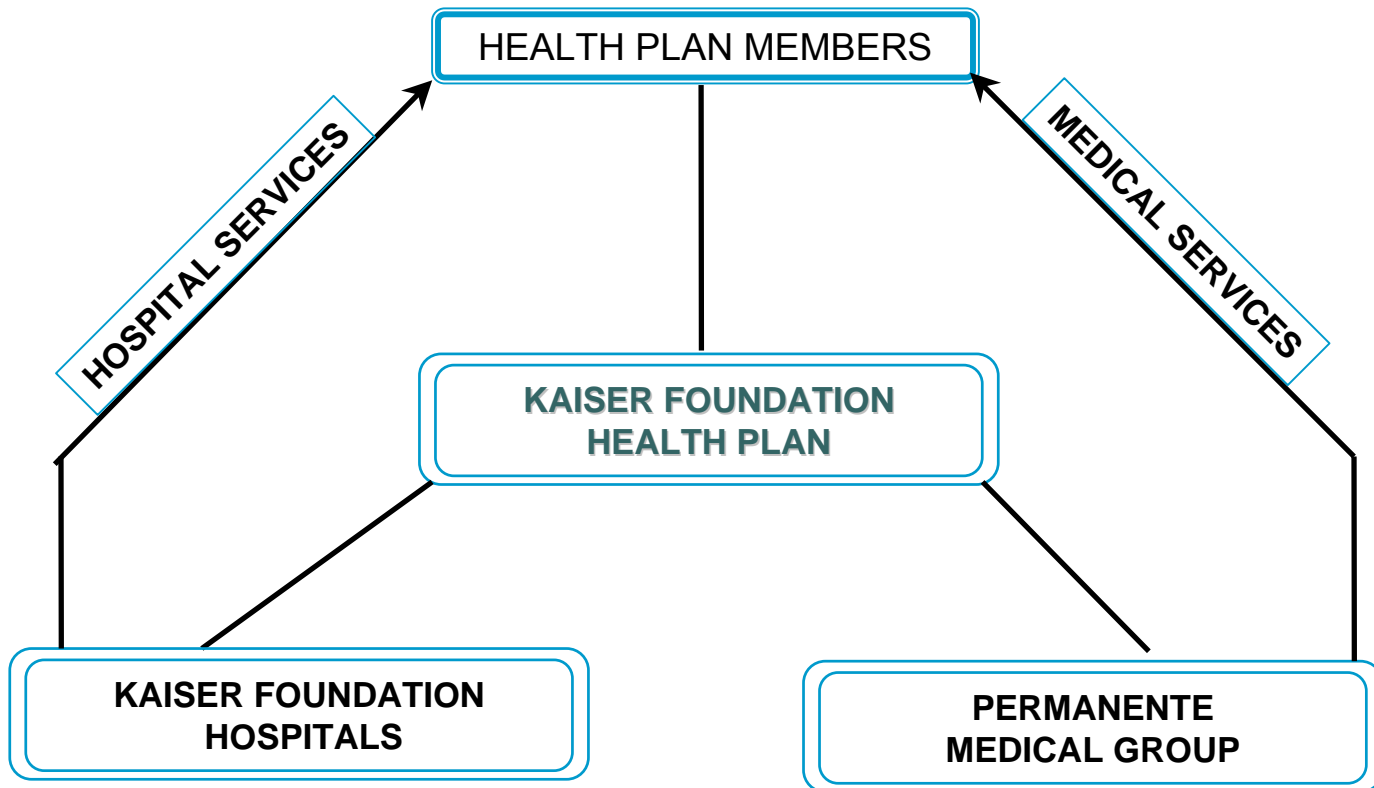 HEALTH PLAN MEMBERS
HOSPITAL SERVICES
MEDICAL SERVICES
KAISER FOUNDATION
HEALTH PLAN
KAISER FOUNDATION
HOSPITALS
PERMANENTE
MEDICAL GROUP